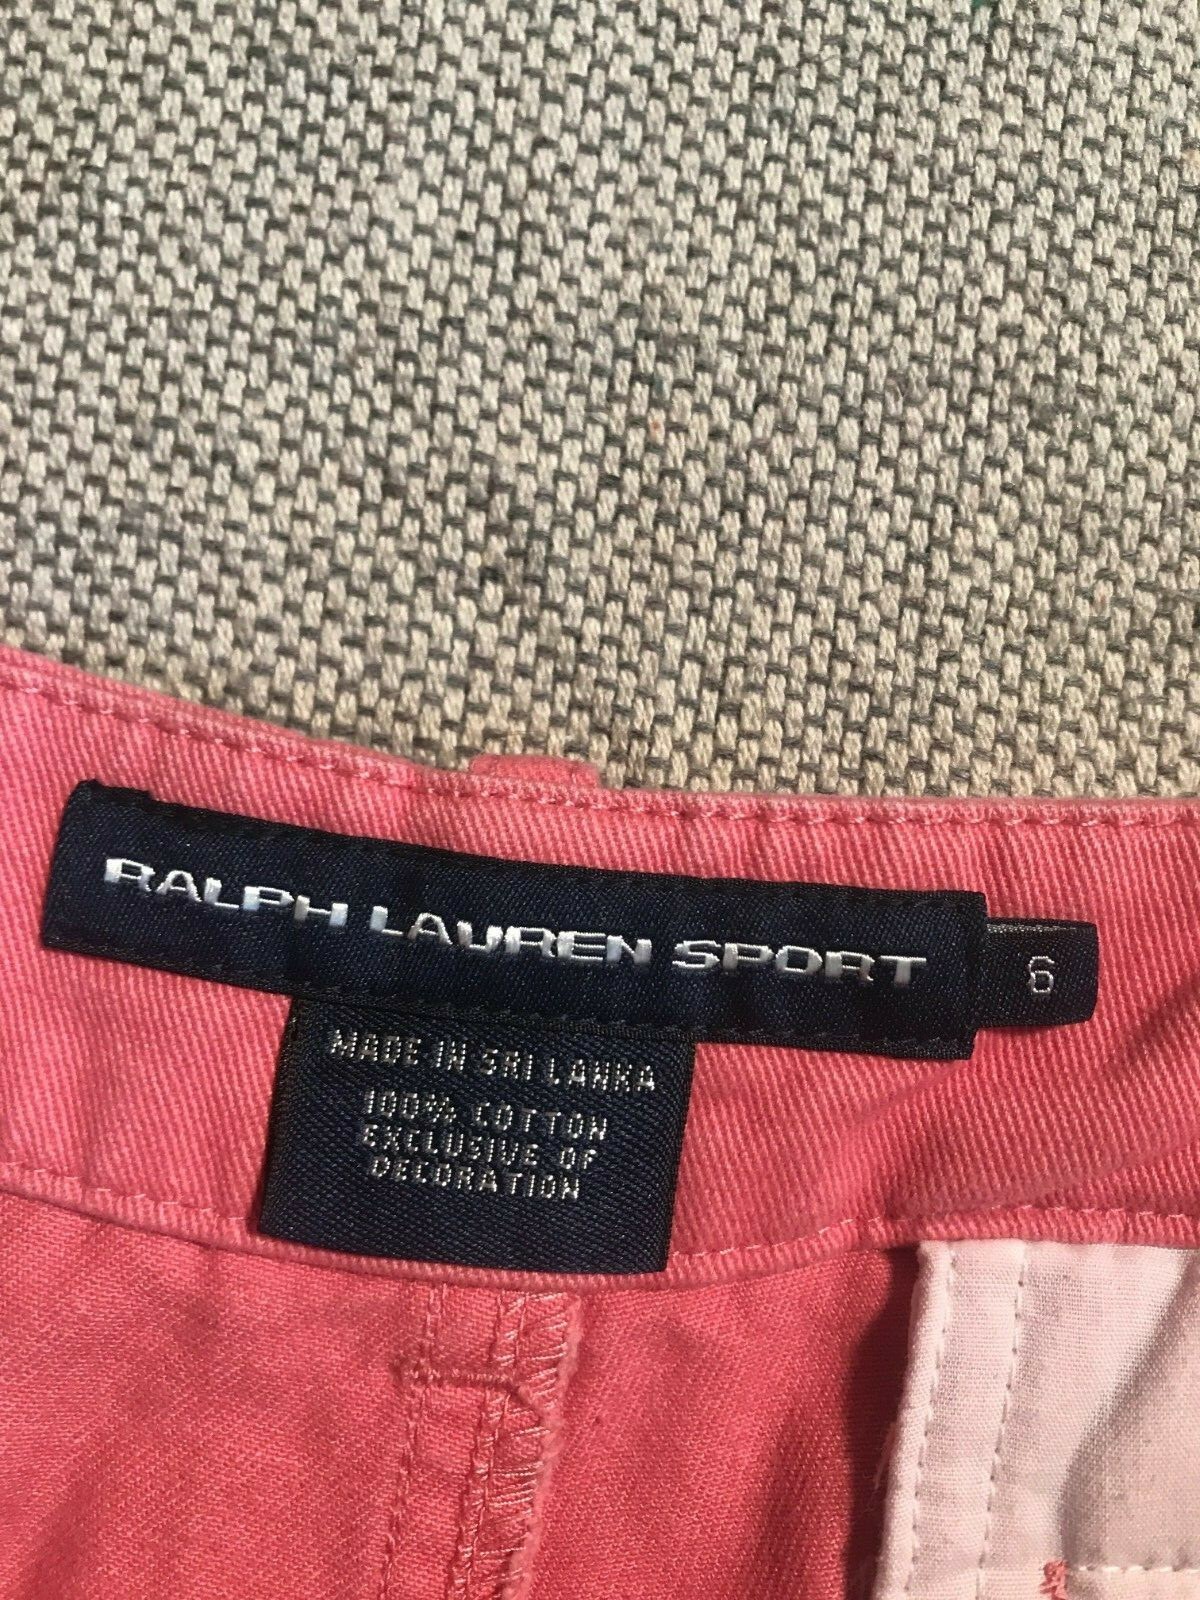 RALPH LAUREN SPORT
6
MADE IN SRI LANKA
100% COTTON
EXCLUSIVE OF
DECORATION